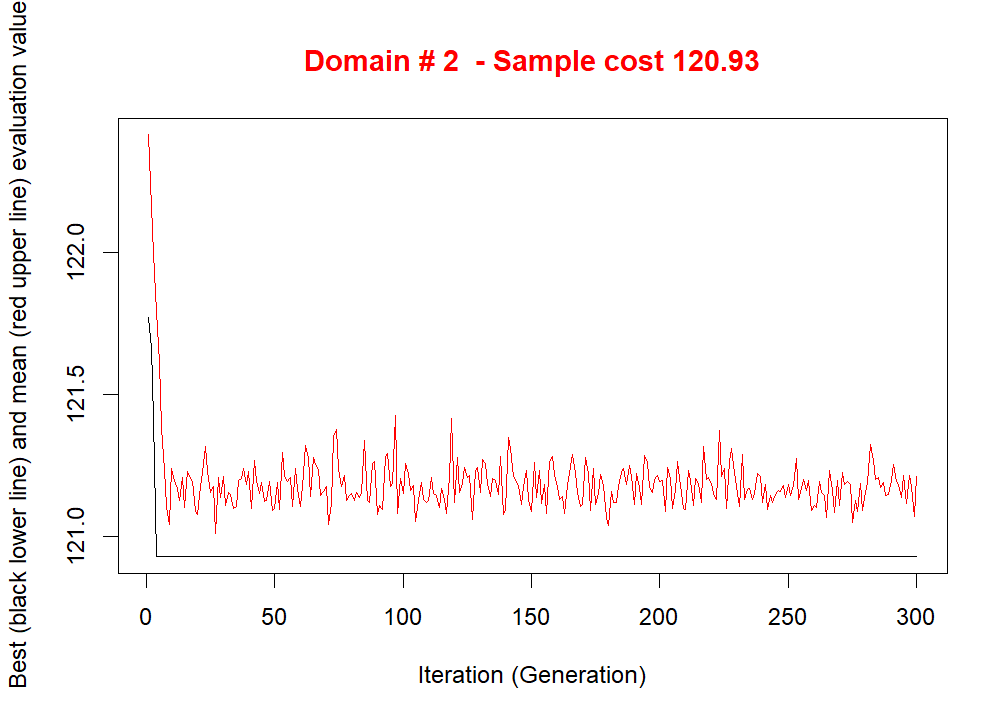 Domain # 2  - Sample cost 120.93
Best (black lower line) and mean (red upper line) evaluation value
122.0
121.5
121.0
0 50 100 150 200 250 300
Iteration (Generation)